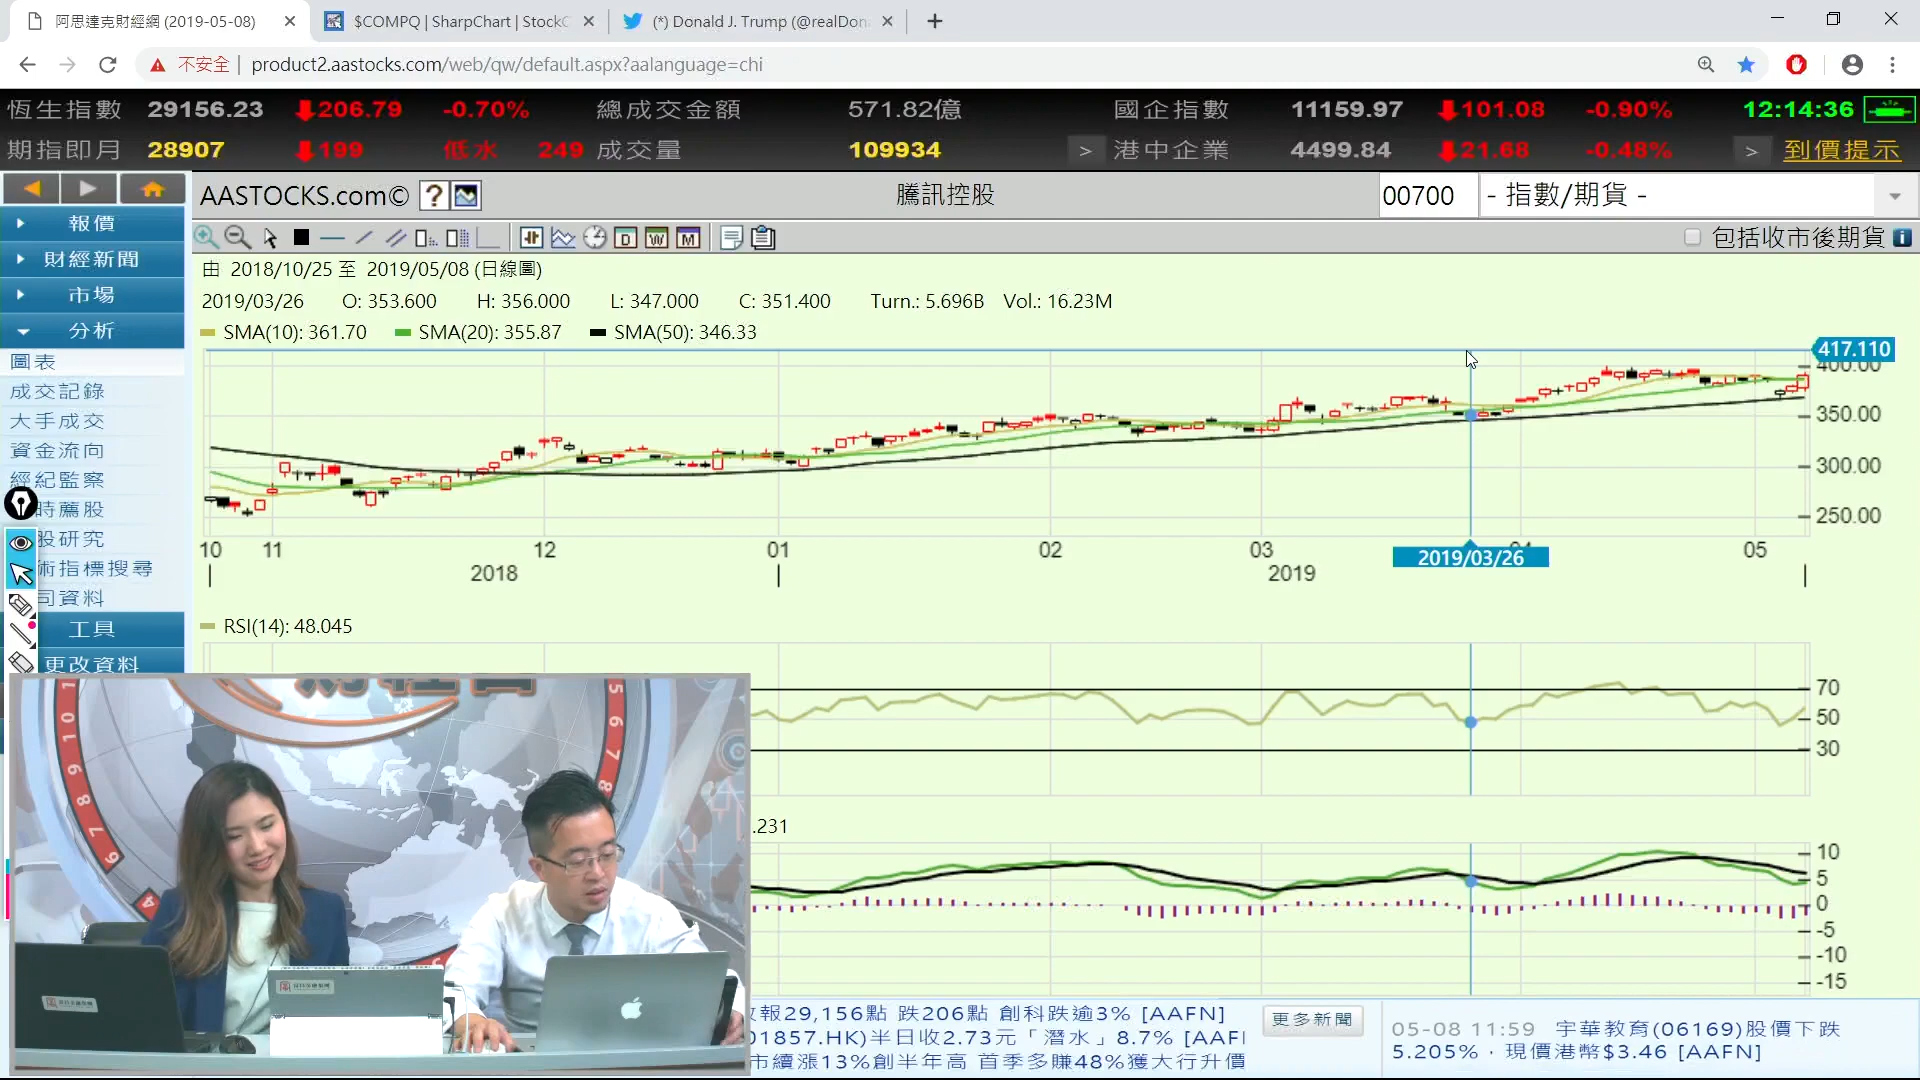 阿思達克財經網 (2019-05-08)
$COMPQ | SharpChart | StockC
(*) Donald J. Trump (@realDon
不安全
product2.aastocks.com/web/qw/default.aspx?aalanguage=chi
恆生指數 29156.23 206.79 -0.70% 總成交金額 571.82億 國企指數 11159.97 101.08 -0.90% 12:14:36
期指即月 28907 199 低水 249 成交量 109934 > 港中企業 4499.84 21.68 -0.48% > 到價提示
AASTOCKS.com© ? 騰訊控股 00700 - 指數/期貨 -
D W M 包括收市後期貨 i
報價
財經新聞
市場
分析
圖表
成交記錄
大手成交
資金流向
經紀監察
時薦股
股研究
術指標搜尋
司資料
工具
更改資料
由 2018/10/25 至 2019/05/08 (日線圖)
2019/03/26 O: 353.600 H: 356.000 L: 347.000 C: 351.400 Turn.: 5.696B Vol.: 16.23M
SMA(10): 361.70 SMA(20): 355.87 SMA(50): 346.33
417.110
400.00
350.00
300.00
250.00
10 11 12 01 02 03 2019/03/26 05
2018 2019
RSI(14): 48.045
70
50
30
.231
10
5
0
-5
-10
-15
報29,156點 跌206點 創科跌逾3% [AAFN]
01857.HK)半日收2.73元「潛水」8.7% [AAFI
市續漲13%創半年高 首季多賺48%獲大行升價
更多新聞
05-08 11:59 宇華教育(06169)股價下跌
5.205%，現價港幣$3.46 [AAFN]